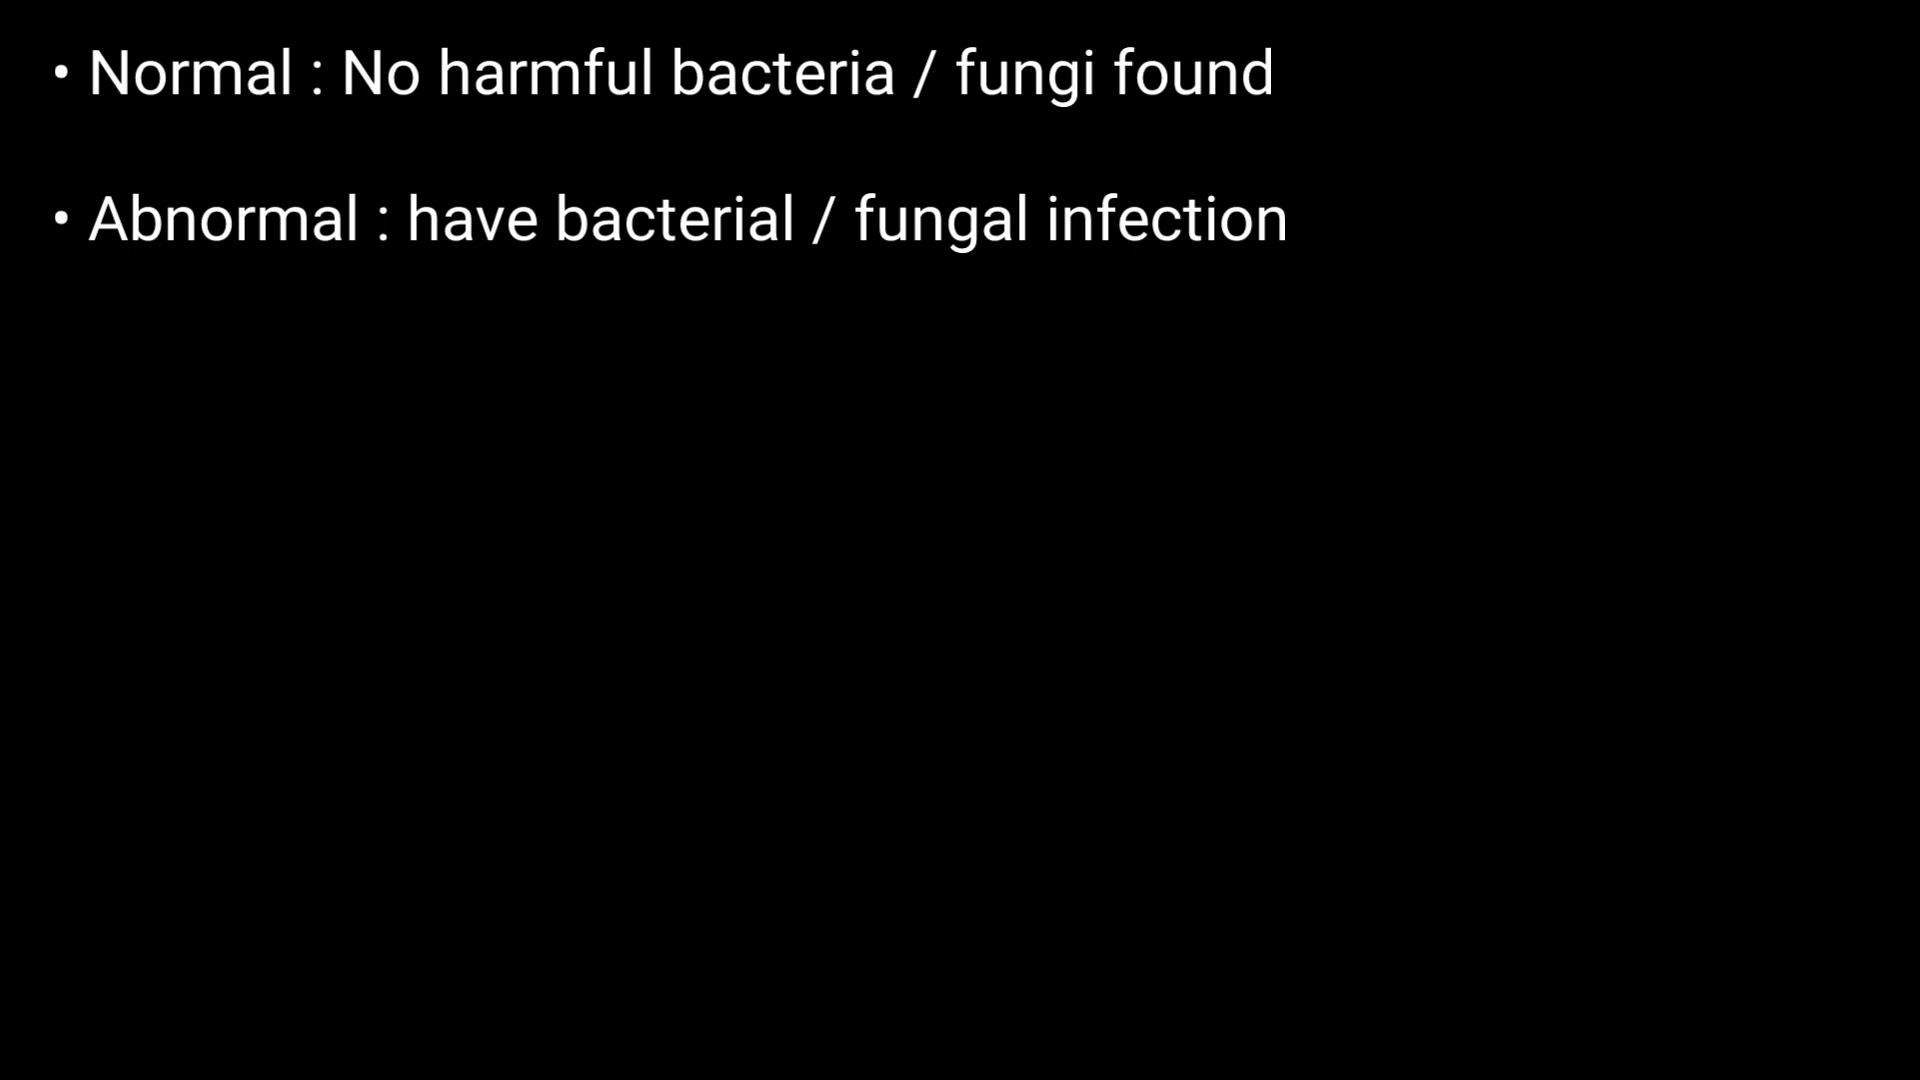 • Normal : No harmful bacteria / fungi found
• Abnormal : have bacterial / fungal infection